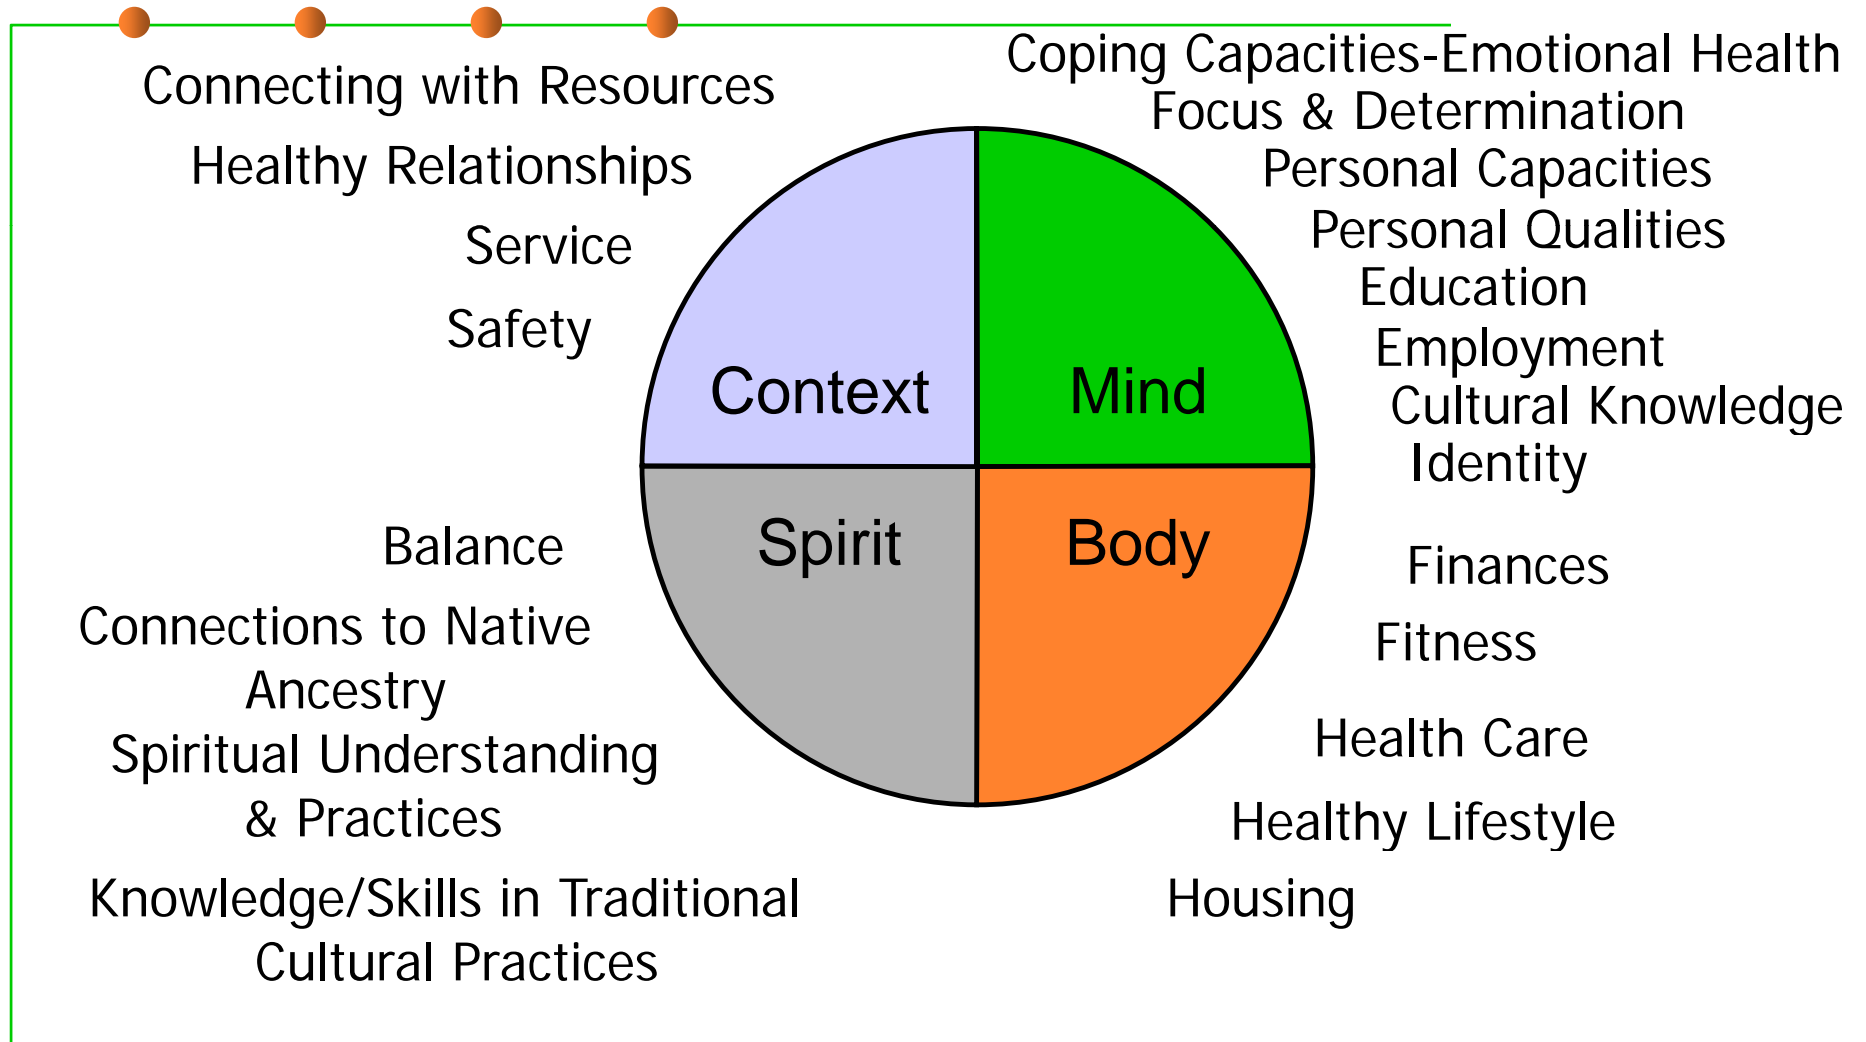 Connecting with Resources
Healthy Relationships
Service
Safety
Coping Capacities-Emotional Health
Focus & Determination
Personal Capacities
Personal Qualities
Education
Employment
Cultural Knowledge
Identity
Context
Mind
Spirit
Body
Balance
Connections to Native
Ancestry
Spiritual Understanding
& Practices
Knowledge/Skills in Traditional
Cultural Practices
Finances
Fitness
Health Care
Healthy Lifestyle
Housing